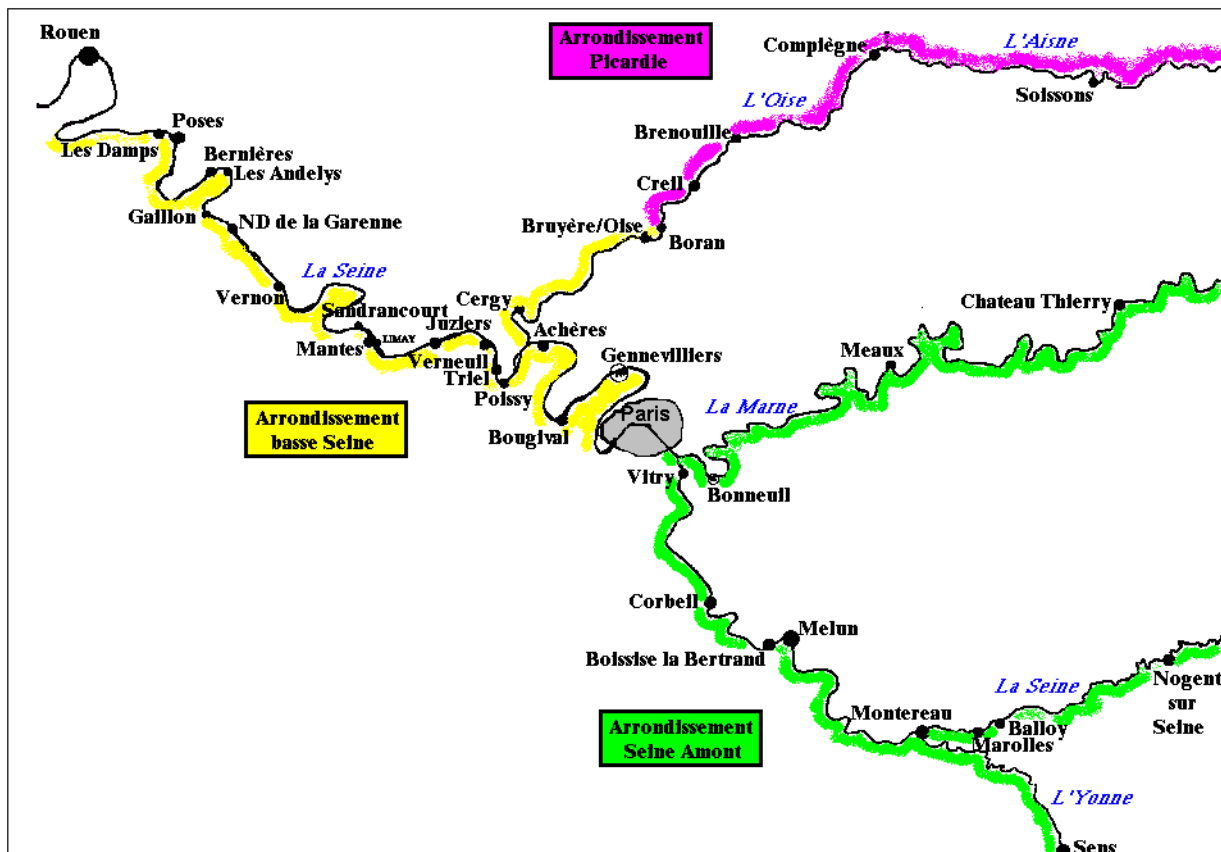 Rouen
Arrondissement
Picardie
Compiègne
L'Aisne
Soissons
L'Oise
Poses
Brenouille
Les Damps
Bernières
Les Andelys
Creil
Gaillon
ND de la Garenne
Bruyère/Oise
Boran
La Seine
Vernon
Cergy
Chateau Thierry
Sandrancourt
Juziers
Achères
LIMAY
Mantes
Verneuil
Gennevilliers
Meaux
Triel
Poissy
La Marne
Arrondissement
basse Seine
Paris
Bougival
Vitry
Bonneuil
Corbeil
Melun
Boissise la Bertrand
La Seine
Nogent
sur
Seine
Montereau
Balloy
Marolles
Arrondissement
Seine Amont
L'Yonne
Sens